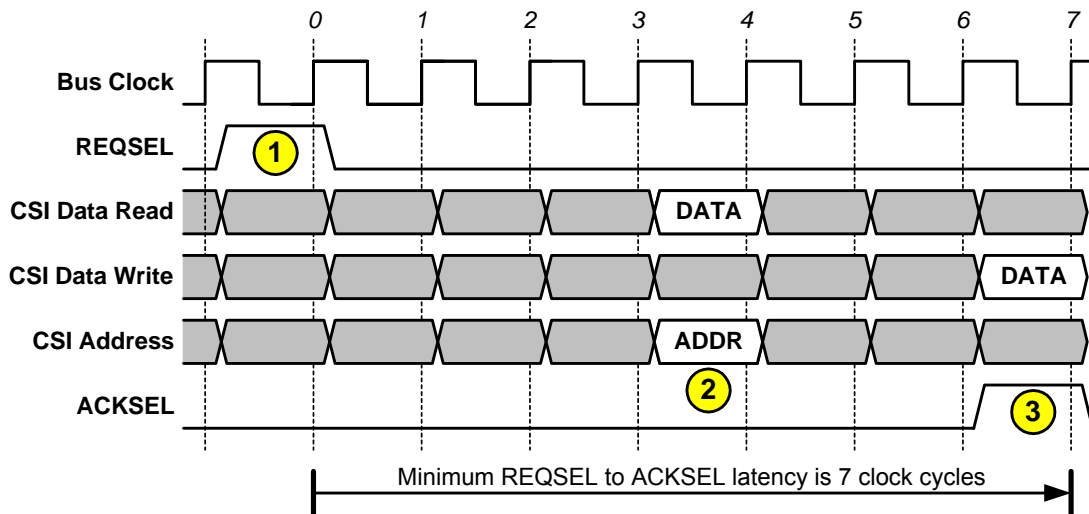 0 1 2 3 4 5 6 7
Bus Clock
REQSEL
1
CSI Data Read
DATA
CSI Data Write
DATA
CSI Address
ADDR
2
ACKSEL
3
Minimum REQSEL to ACKSEL latency is 7 clock cycles